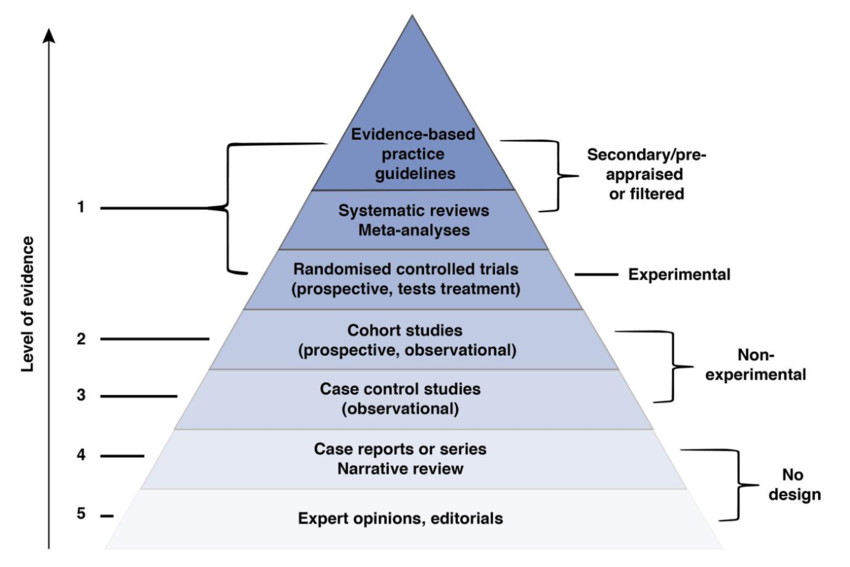 Evidence-based
practice
guidelines
Secondary/pre-
appraised
or filtered
1
Systematic reviews
Meta-analyses
Randomised controlled trials
(prospective, tests treatment)
Experimental
Level of evidence
2
Cohort studies
(prospective, observational)
Non-
experimental
3
Case control studies
(observational)
4
Case reports or series
Narrative review
No
design
5
Expert opinions, editorials